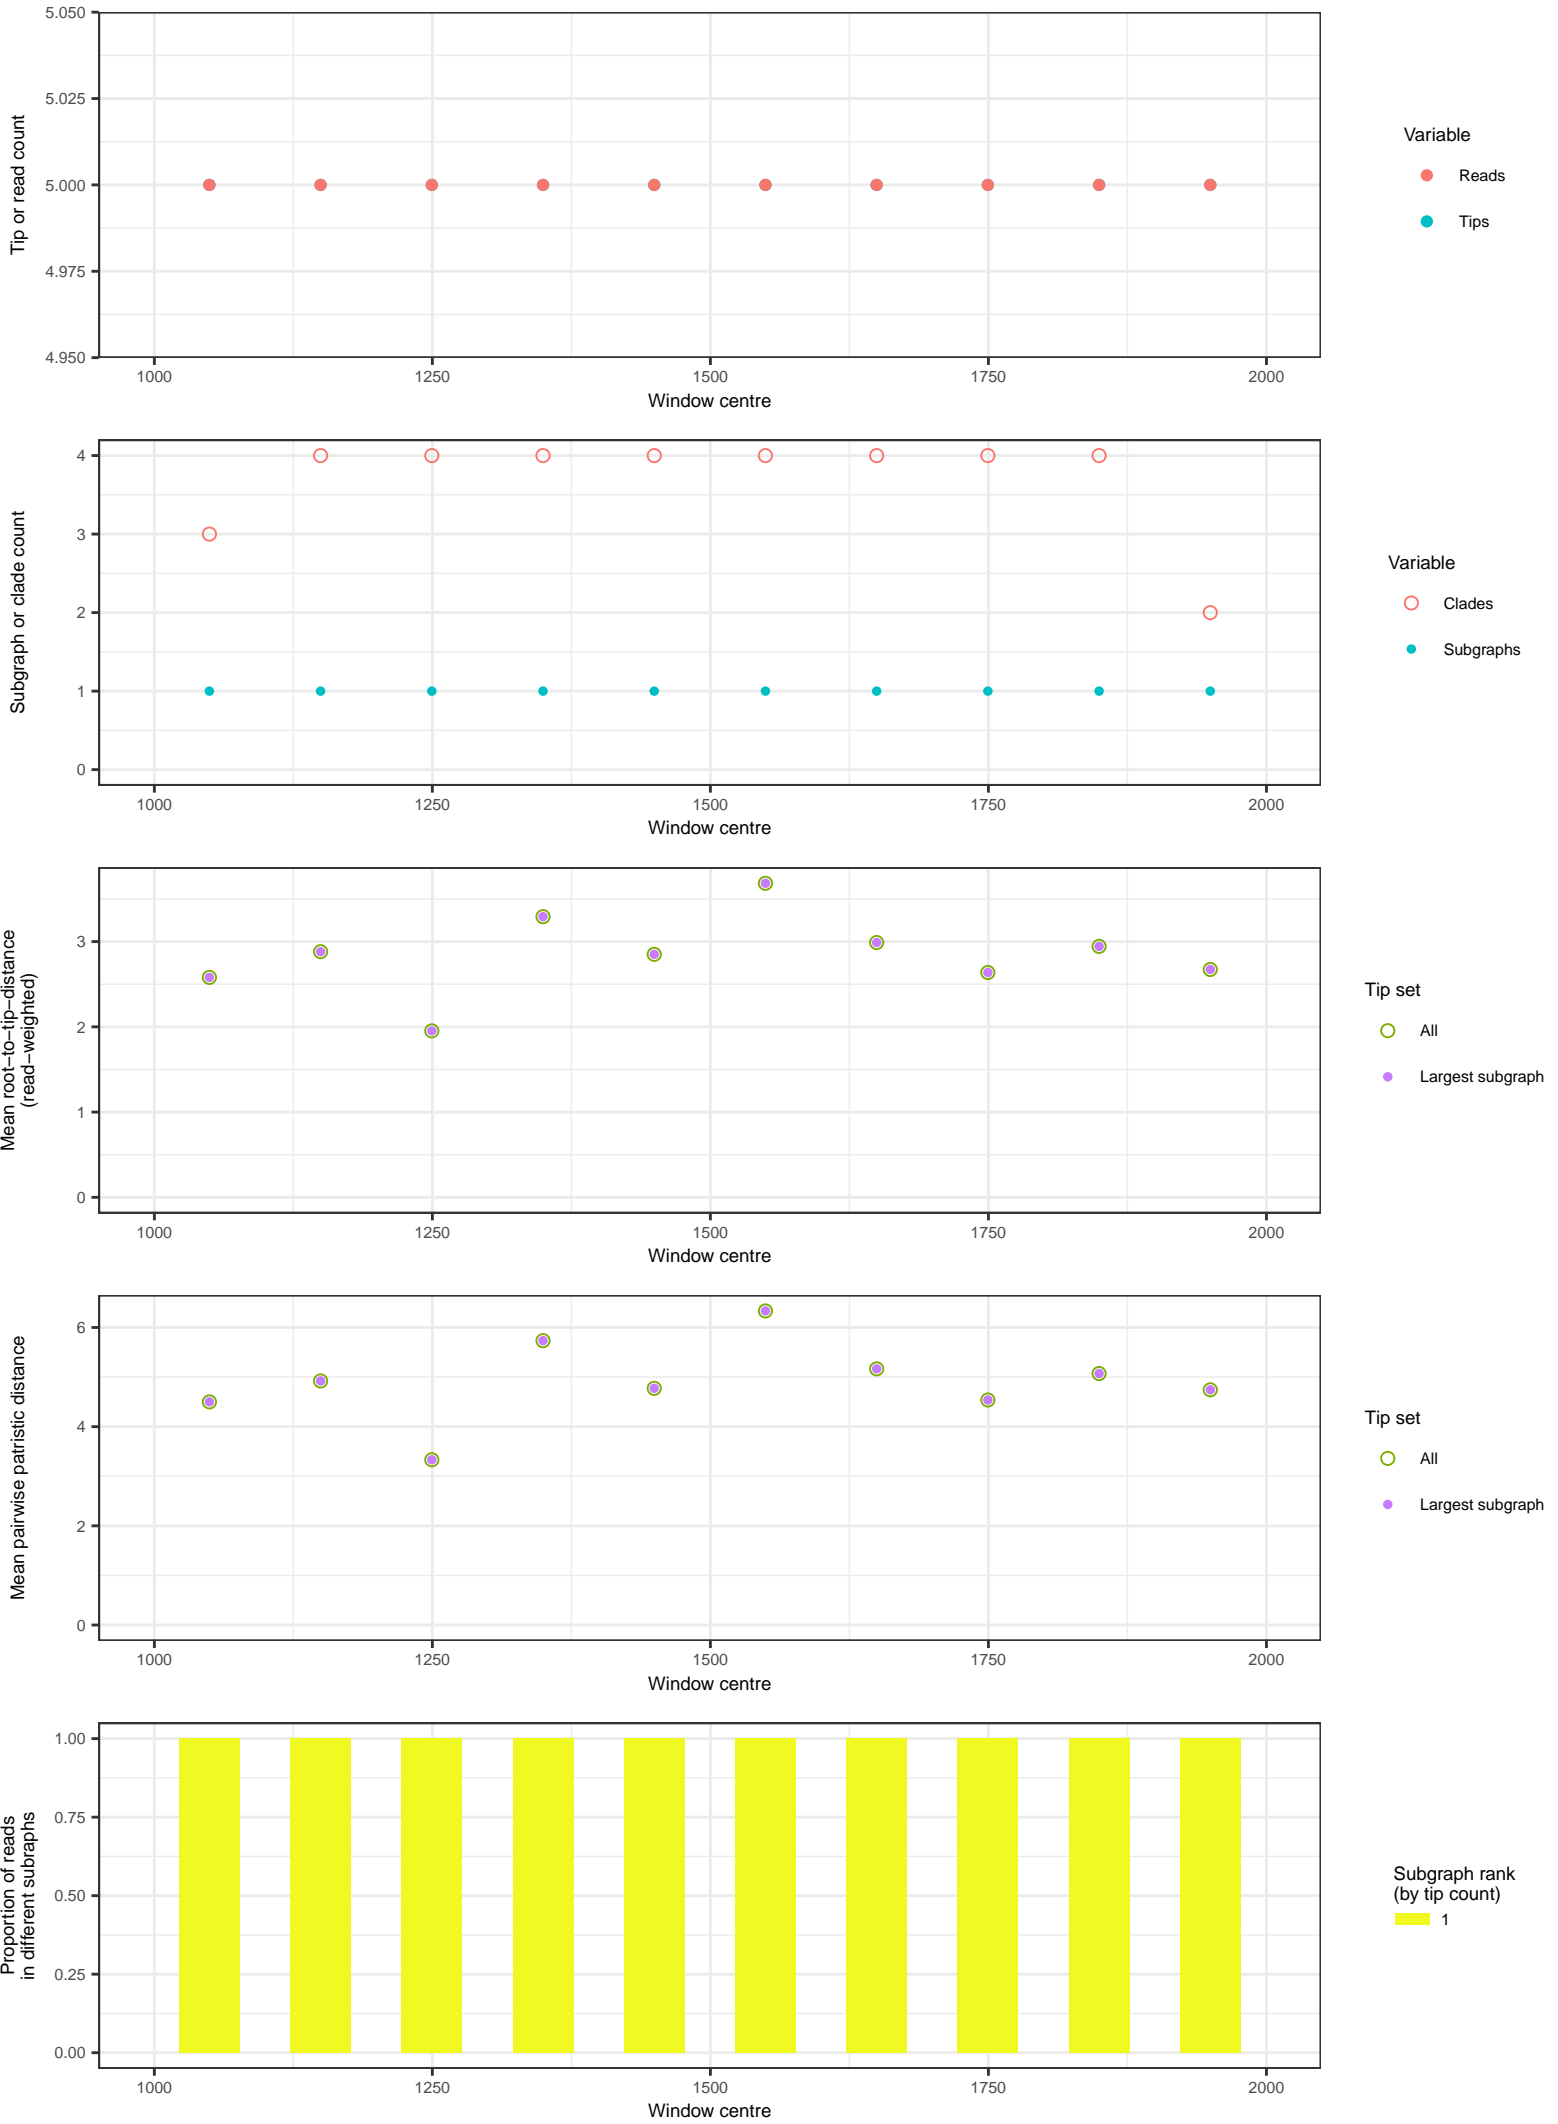 5.050
5.025
5.000
4.975
4.950
Tip or read count
1000 1250 1500 1750 2000
Window centre
Variable
Reads
Tips
4
3
2
1
0
Subgraph or clade count
1000 1250 1500 1750 2000
Window centre
Variable
Clades
Subgraphs
3
2
1
0
Mean root−to−tip−distance
(read−weighted)
1000 1250 1500 1750 2000
Window centre
Tip set
All
Largest subgraph
6
4
2
0
Mean pairwise patristic distance
1000 1250 1500 1750 2000
Window centre
Tip set
All
Largest subgraph
1.00
0.75
0.50
0.25
0.00
Proportion of reads
in different subraphs
1000 1250 1500 1750 2000
Window centre
Subgraph rank
(by tip count)
1